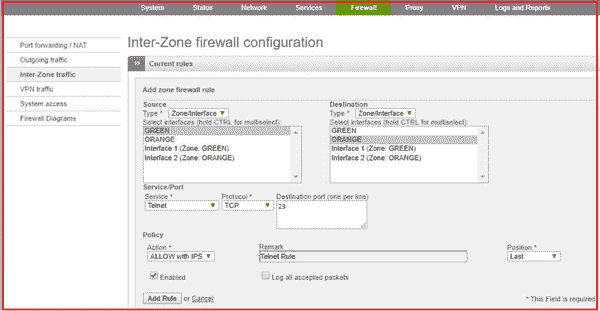 System Status Network Services Firewall Proxy VPN Logs and Reports
Inter-Zone firewall configuration
Port forwarding / NAT
Outgoing traffic
Inter-Zone traffic
VPN traffic
System access
Firewall Diagrams
>> Current rules
Add zone firewall rule
Source Destination
Type * Zone/Interface Type * Zone/Interface
Select interfaces (hold CTRL for multiselect): Select interfaces (hold CTRL for multiselect):
GREEN GREEN
ORANGE ORANGE
Interface 1 (Zone: GREEN) Interface 1 (Zone: GREEN)
Interface 2 (Zone: ORANGE) Interface 2 (Zone: ORANGE)
Service/Port
Service * Protocol * Destination port (one per line)
Telnet TCP 23
Policy
Action * Remark Position *
ALLOW with IPS Telnet Rule Last
Enabled Log all accepted packets
Add Rule or Cancel * This Field is required